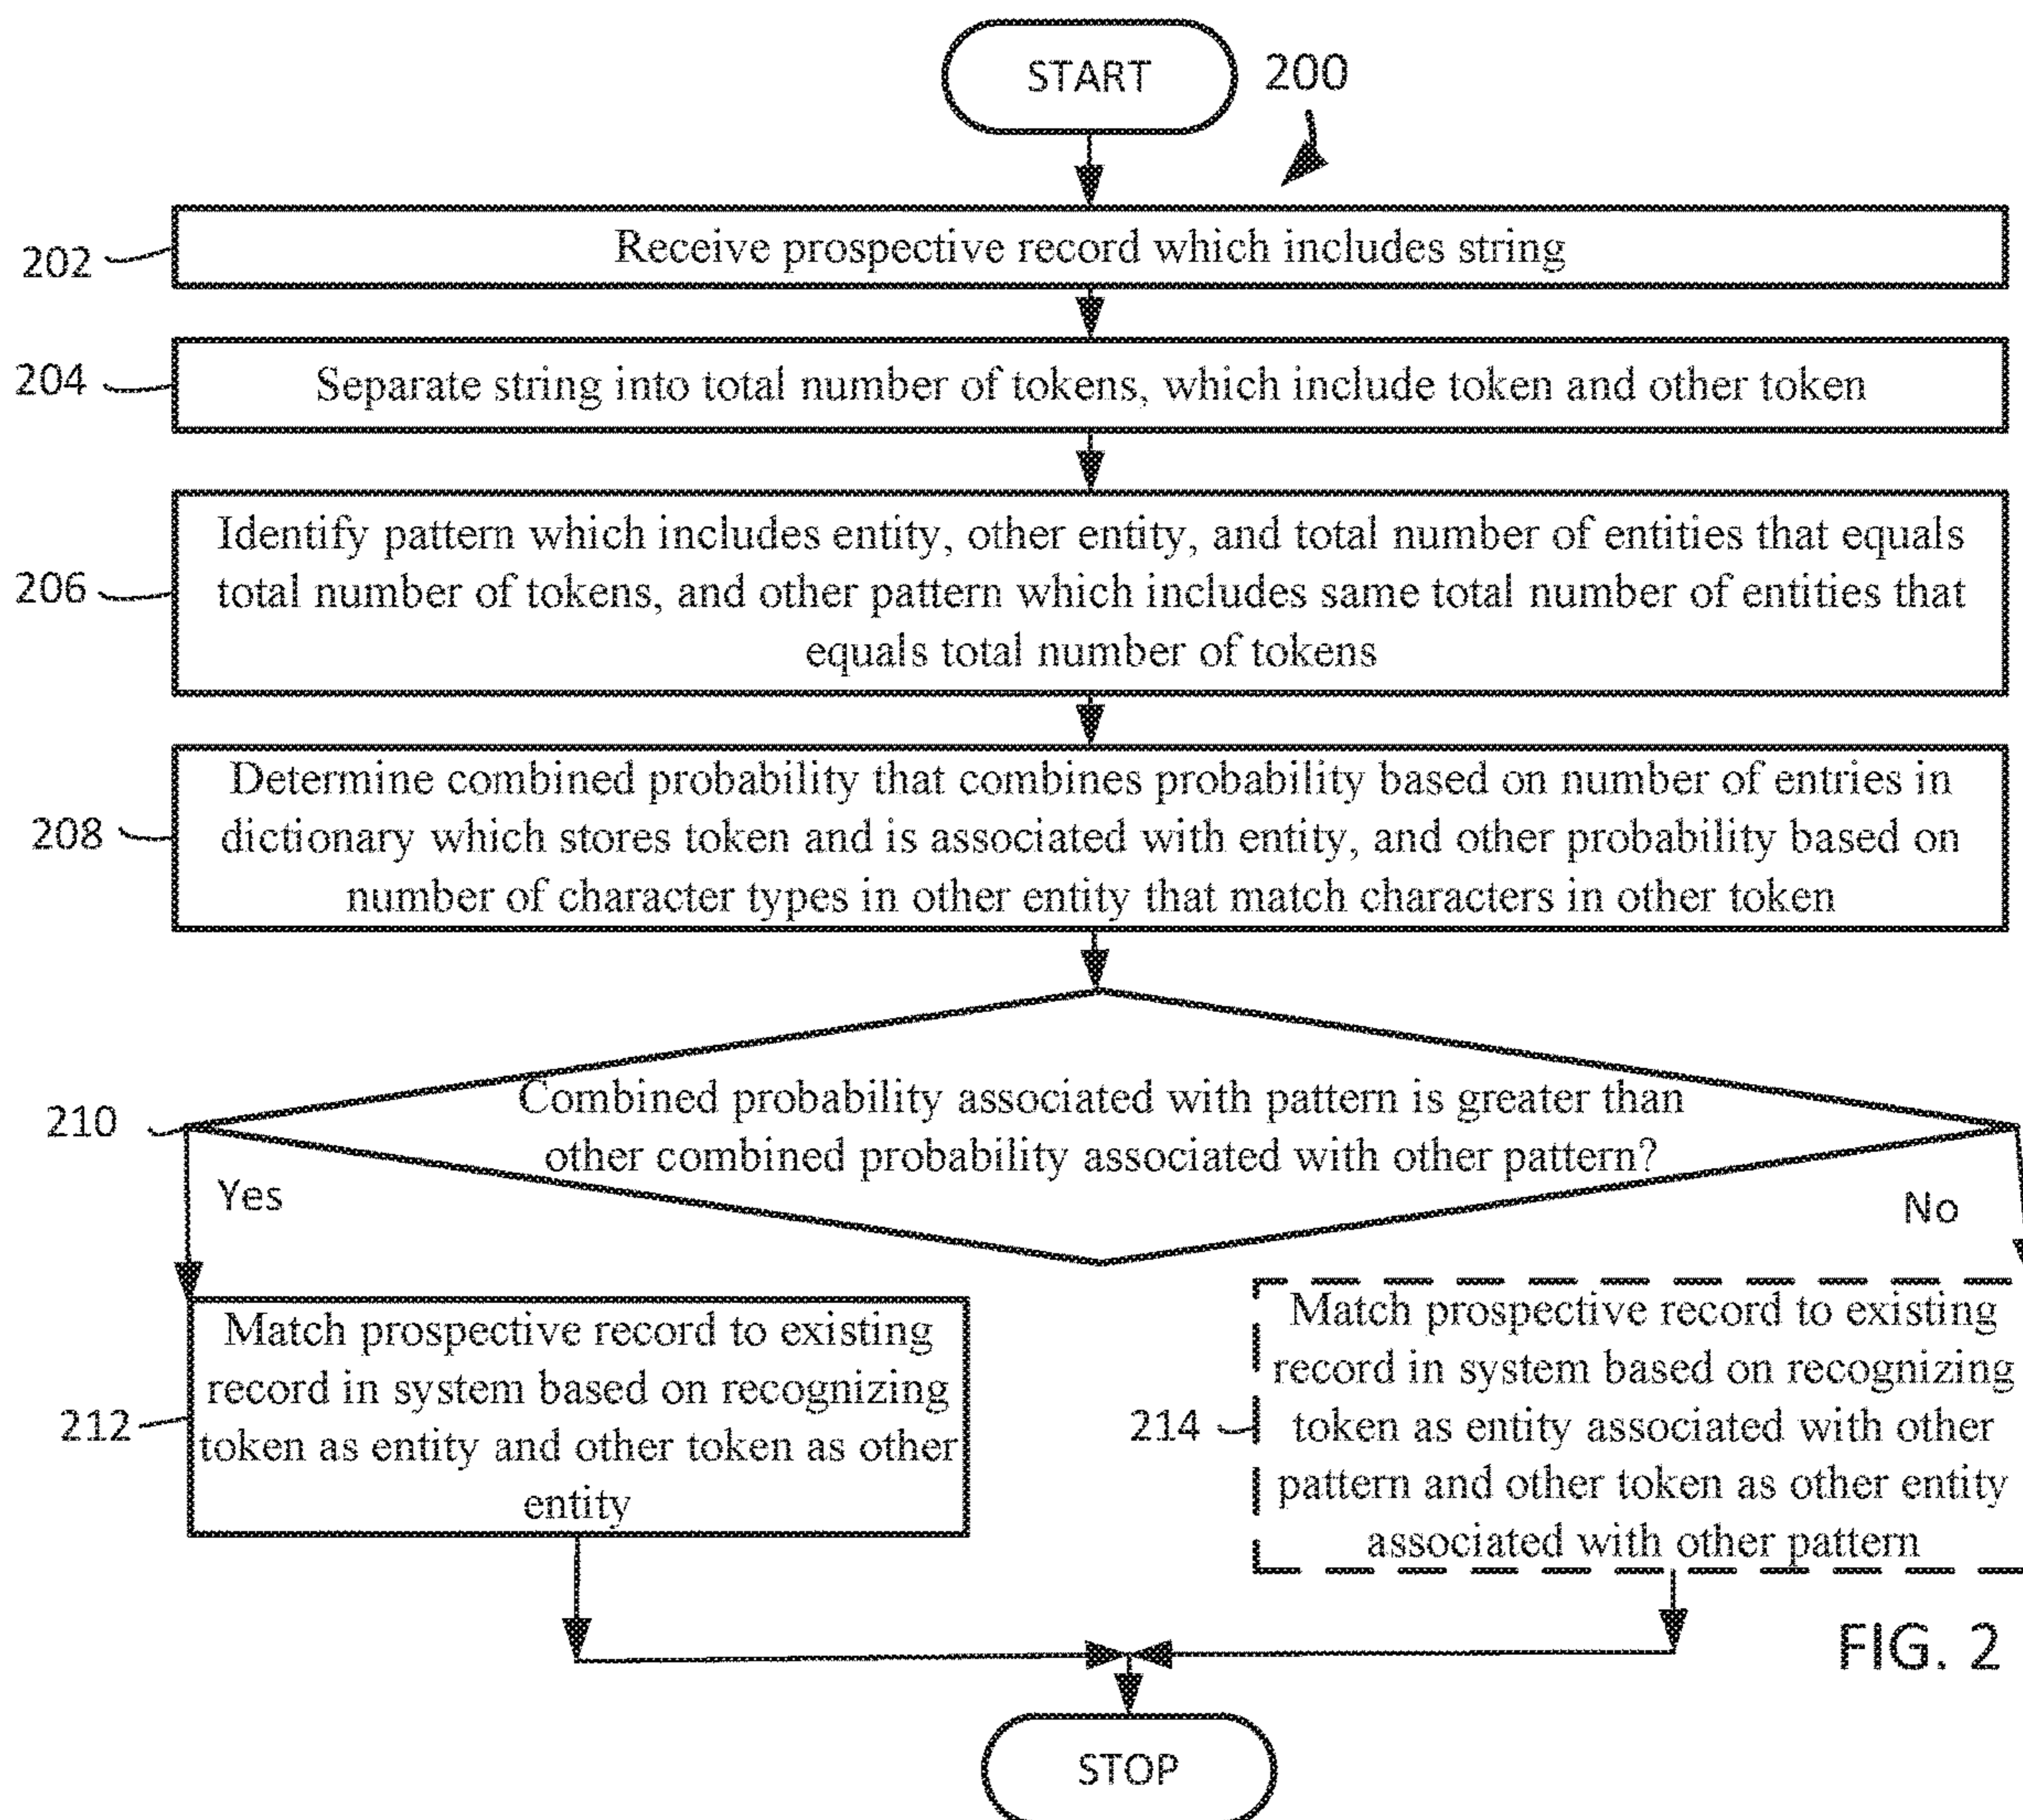 START
200
202
Receive prospective record which includes string
204
Separate string into total number of tokens, which include token and other token
206
Identify pattern which includes entity, other entity, and total number of entities that equals
total number of tokens, and other pattern which includes same total number of entities that
equals total number of tokens
208
Determine combined probability that combines probability based on number of entries in
dictionary which stores token and is associated with entity, and other probability based on
number of character types in other entity that match characters in other token
210
Combined probability associated with pattern is greater than
other combined probability associated with other pattern?
Yes
No
212
Match prospective record to existing
record in system based on recognizing
token as entity and other token as other
entity
214
Match prospective record to existing
record in system based on recognizing
token as entity associated with other
pattern and other token as other entity
associated with other pattern
FIG. 2
STOP